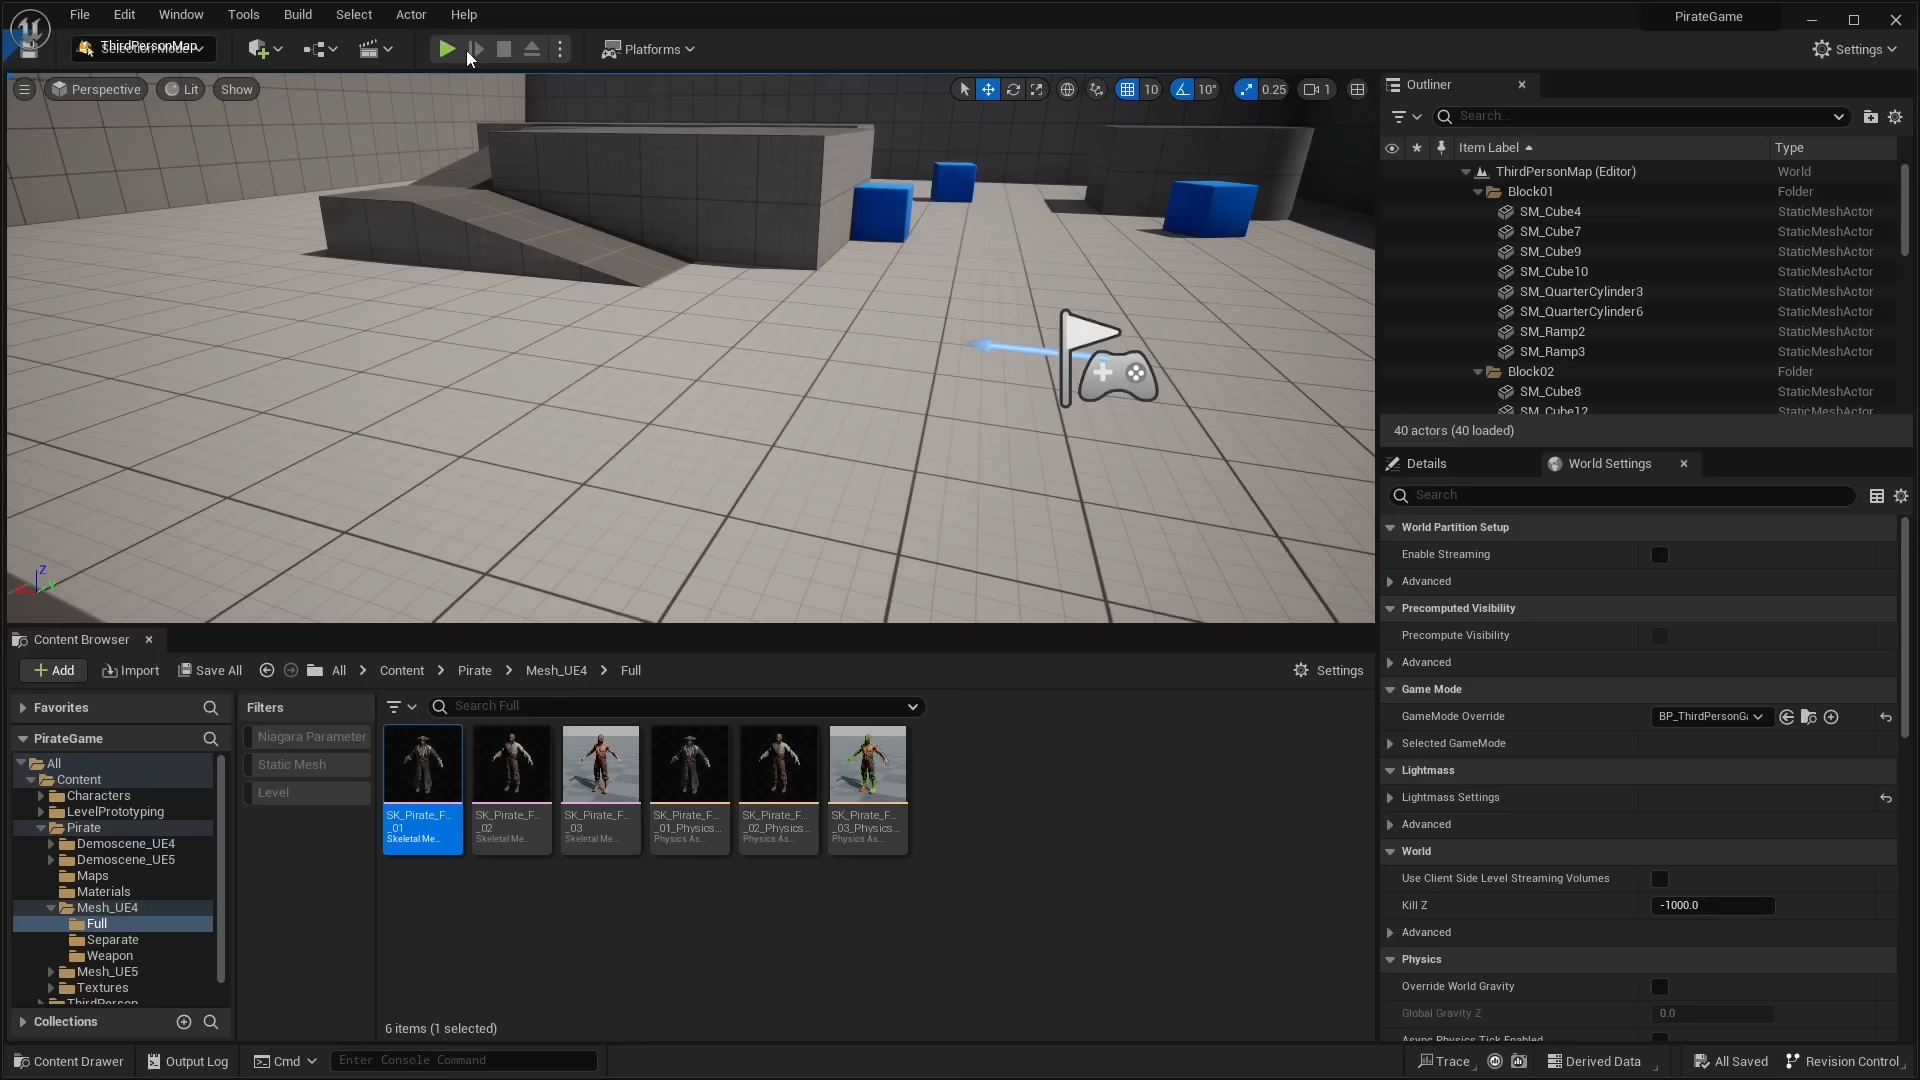 File Edit Window Tools Build Select Actor Help
PirateGame
ThirdPersonMap
Platforms
Settings
Perspective Lit Show
10 10° 0.25 1
Outliner
Search...
Item Label Type
ThirdPersonMap (Editor) World
Block01 Folder
SM_Cube4 StaticMeshActor
SM_Cube7 StaticMeshActor
SM_Cube9 StaticMeshActor
SM_Cube10 StaticMeshActor
SM_QuarterCylinder3 StaticMeshActor
SM_QuarterCylinder6 StaticMeshActor
SM_Ramp2 StaticMeshActor
SM_Ramp3 StaticMeshActor
Block02 Folder
SM_Cube8 StaticMeshActor
SM_Cube12 StaticMeshActor
40 actors (40 loaded)
Details World Settings
Search
World Partition Setup
Enable Streaming
Advanced
Precomputed Visibility
Precompute Visibility
Advanced
Game Mode
GameMode Override BP_ThirdPersonGa
Selected GameMode
Lightmass
Lightmass Settings
Advanced
World
Use Client Side Level Streaming Volumes
Kill Z -1000.0
Advanced
Physics
Override World Gravity
Global Gravity Z 0.0
Async Physics Tick Enabled
Z
Content Browser
Add Import Save All All Content Pirate Mesh_UE4 Full Settings
Favorites
PirateGame
All
Content
Characters
LevelPrototyping
Pirate
Demoscene_UE4
Demoscene_UE5
Maps
Materials
Mesh_UE4
Full
Separate
Weapon
Mesh_UE5
Textures
ThirdPerson
Collections
Filters
Niagara Parameter
Static Mesh
Level
Search Full
SK_Pirate_F... SK_Pirate_F... SK_Pirate_F... SK_Pirate_F... SK_Pirate_F... SK_Pirate_F...
_01 _02 _03 _01_Physics... _02_Physics... _03_Physics...
Skeletal Me... Skeletal Me... Skeletal Me... Physics As... Physics As... Physics As...
6 items (1 selected)
Content Drawer Output Log Cmd Enter Console Command Trace Derived Data All Saved Revision Control